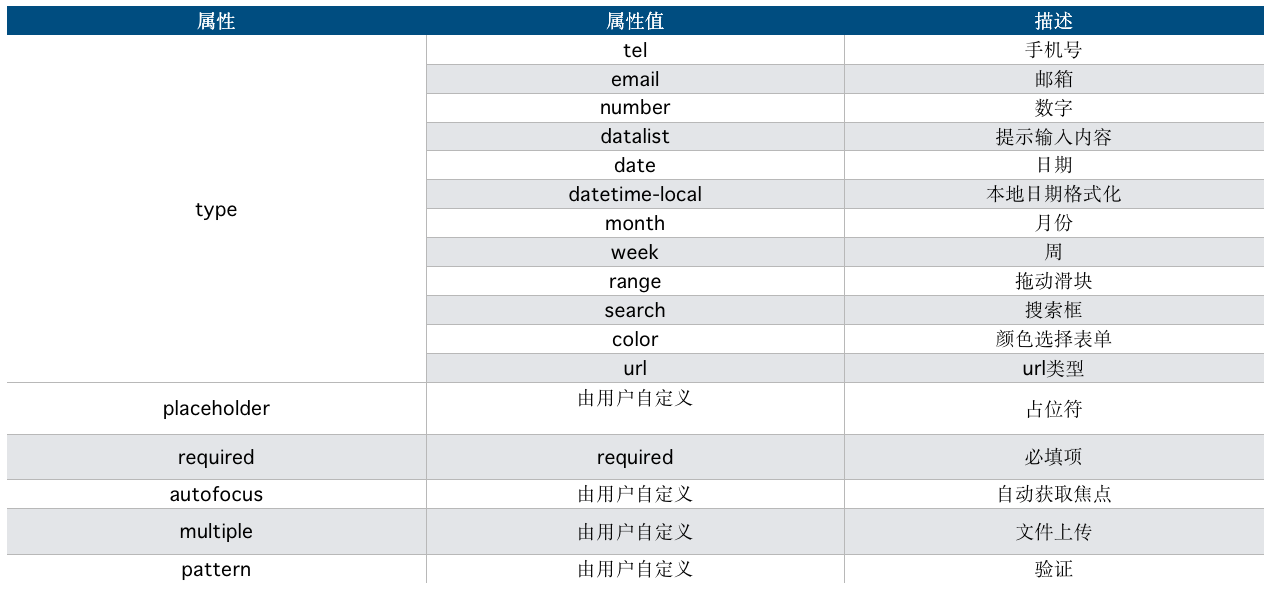 属性 属性值 描述
tel 手机号
email 邮箱
number 数字
datalist 提示输入内容
date 日期
datetime-local 本地日期格式化
type
month 月份
week 周
range 拖动滑块
search 搜索框
color 颜色选择表单
url url类型
placeholder 由用户自定义 占位符
required required 必填项
autofocus 由用户自定义 自动获取焦点
multiple 由用户自定义 文件上传
pattern 由用户自定义 验证